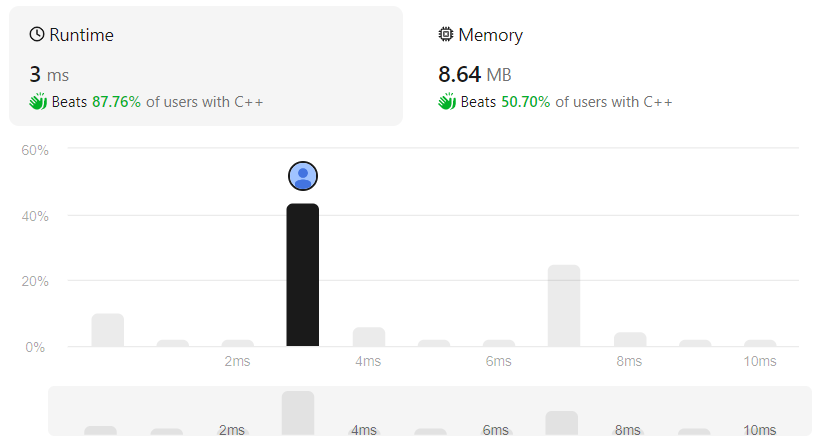 Runtime
3 ms
Beats 87.76% of users with C++
Memory
8.64 MB
Beats 50.70% of users with C++
60%
40%
20%
0%
2ms 4ms 6ms 8ms 10ms
2ms 4ms 6ms 8ms 10ms